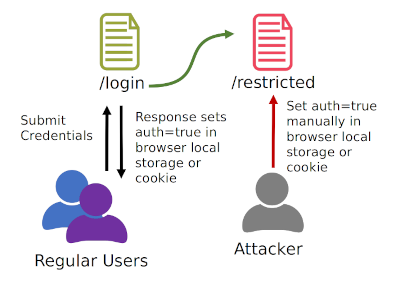 /login
/restricted
Submit
Credentials
Response sets
auth=true in
browser local
storage or
cookie
Set auth=true
manually in
browser local
storage or
cookie
Regular Users
Attacker